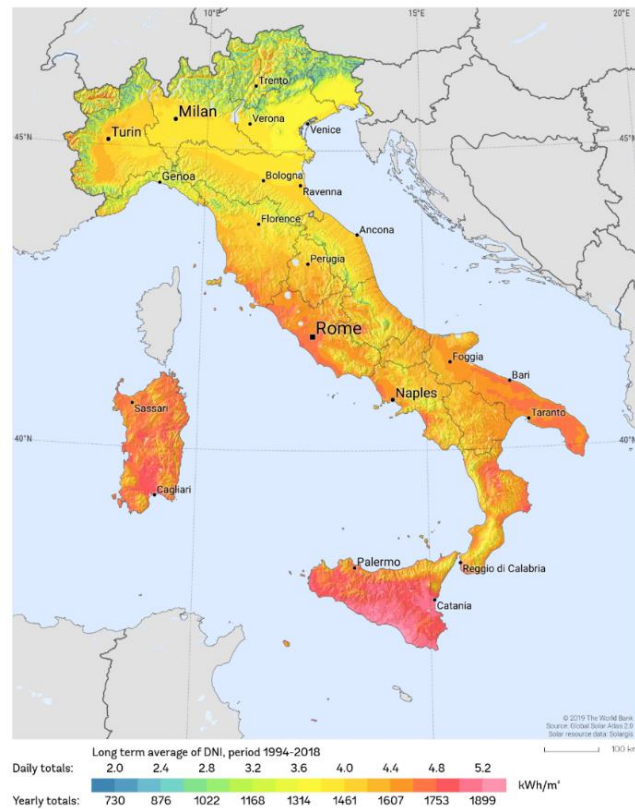 10°E
15°E
20°E
Trento
Milan
Verona
Turin
Venice
45°N
45°N
Genoa
Bologna
Ravenna
Florence
Ancona
Perugia
Rome
Foggia
Bari
Naples
Taranto
Sassari
40°N
40°N
Cagliari
Palermo
Reggio di Calabria
Catania
15°E
© 2019 The World Bank
Source: Global Solar Atlas 2.0
Solar resource data: Solargis
Long term average of DNI, period 1994-2018
100 km
Daily totals: 2.0 2.4 2.8 3.2 3.6 4.0 4.4 4.8 5.2
kWh/m²
Yearly totals: 730 876 1022 1168 1314 1461 1607 1753 1899